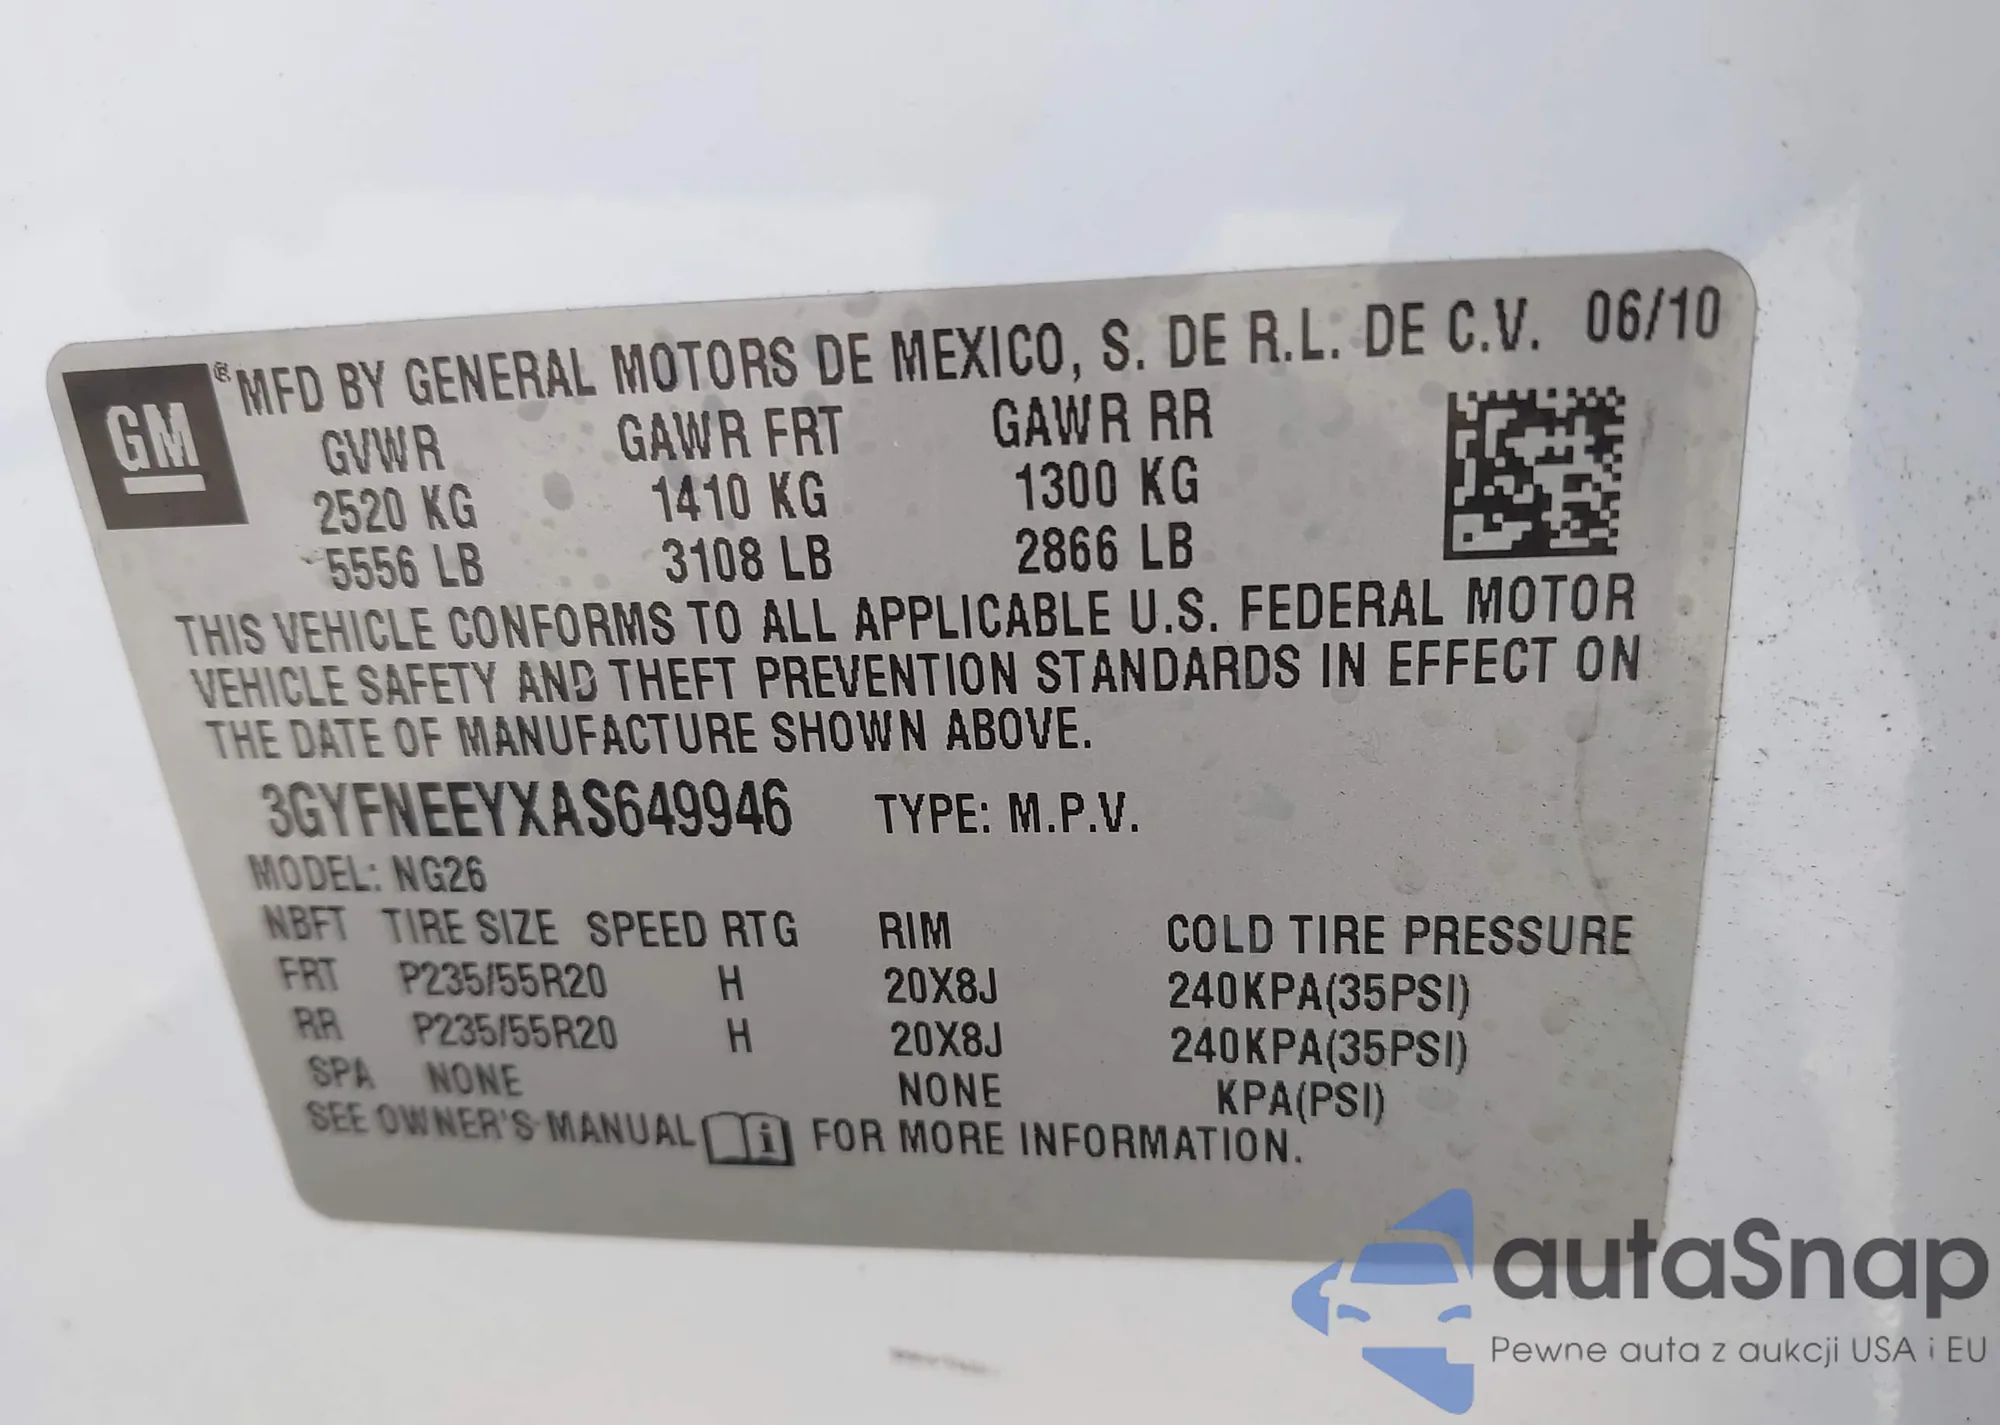 GM ® MFD BY GENERAL MOTORS DE MEXICO, S. DE R.L. DE C.V. 06/10
GVWR GAWR FRT GAWR RR
2520 KG 1410 KG 1300 KG
5556 LB 3108 LB 2866 LB
THIS VEHICLE CONFORMS TO ALL APPLICABLE U.S. FEDERAL MOTOR
VEHICLE SAFETY AND THEFT PREVENTION STANDARDS IN EFFECT ON
THE DATE OF MANUFACTURE SHOWN ABOVE.
3GYFNEEYXAS649946 TYPE: M.P.V.
MODEL: NG26
NBFT TIRE SIZE SPEED RTG RIM COLD TIRE PRESSURE
FRT P235/55R20 H 20X8J 240KPA(35PSI)
RR P235/55R20 H 20X8J 240KPA(35PSI)
SPA NONE NONE KPA(PSI)
SEE OWNER'S MANUAL i FOR MORE INFORMATION.
autaSnap
Pewne auta z aukcji USA i EU